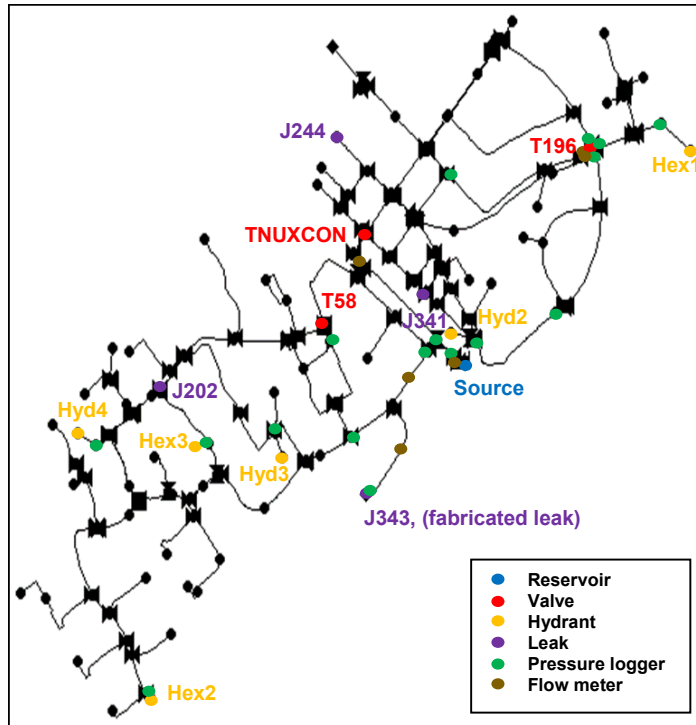 J244
T196
Hex1
TNUXCON
T58
J341
Hyd2
Source
J202
Hyd4
Hex3
Hyd3
J343, (fabricated leak)
Hex2
Reservoir
Valve
Hydrant
Leak
Pressure logger
Flow meter